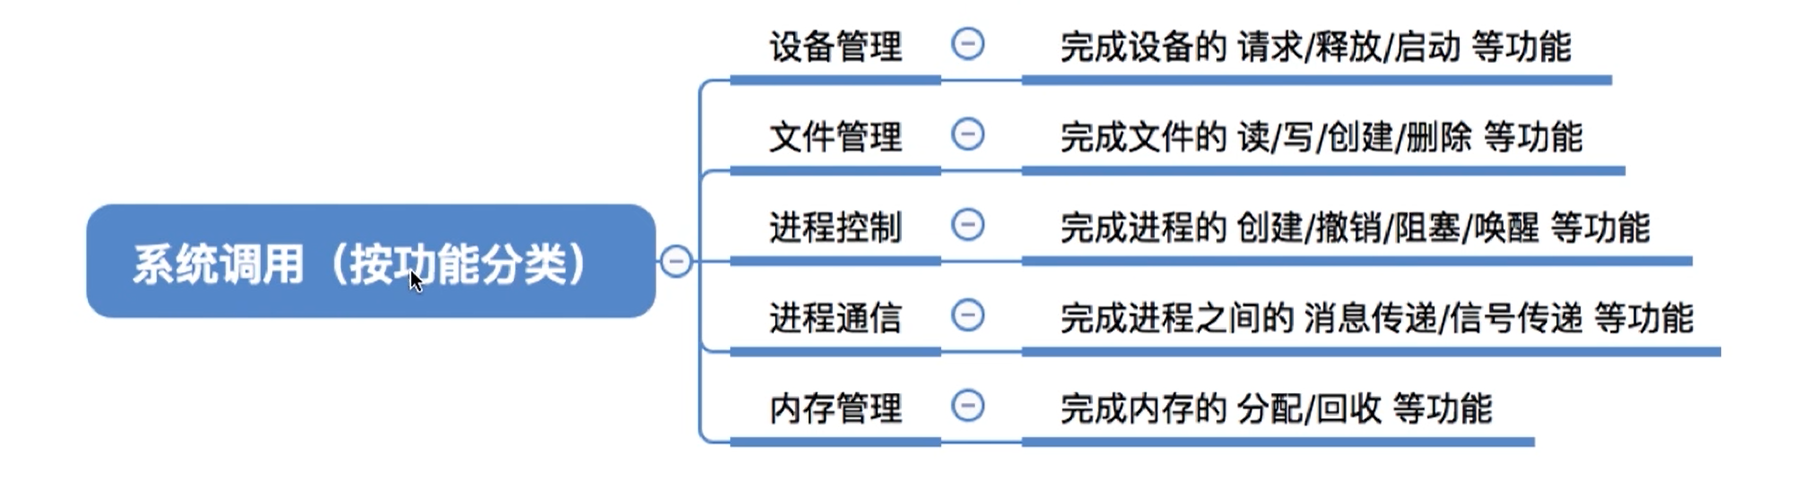 系统调用（按功能分类）
设备管理 完成设备的 请求/释放/启动 等功能
文件管理 完成文件的 读/写/创建/删除 等功能
进程控制 完成进程的 创建/撤销/阻塞/唤醒 等功能
进程通信 完成进程之间的 消息传递/信号传递 等功能
内存管理 完成内存的 分配/回收 等功能